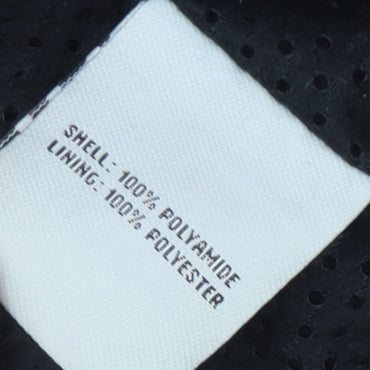 SHELL: 100% POLYAMIDE
LINING: 100% POLYESTER